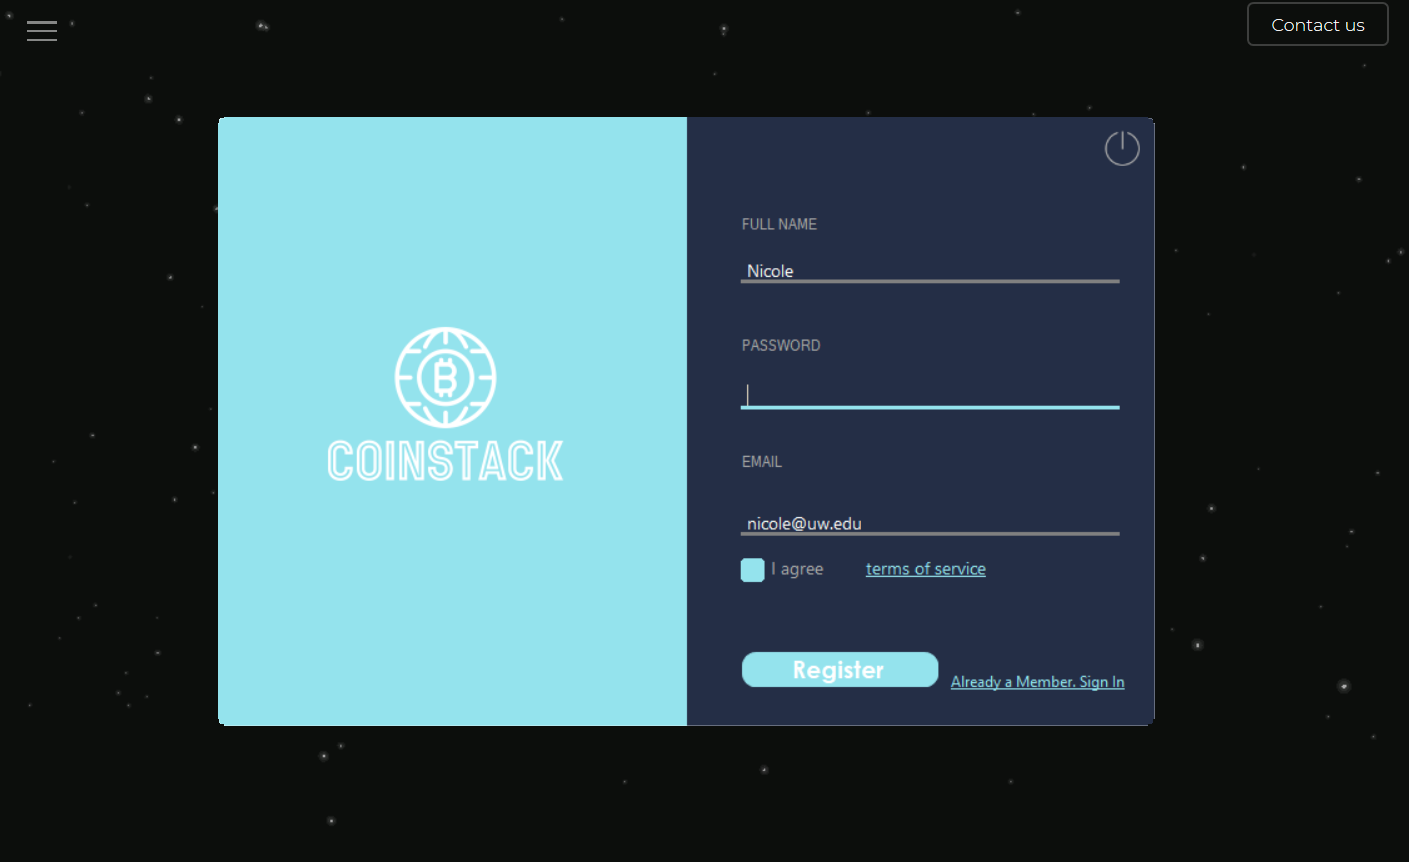 Contact us
COINSTACK
FULL NAME
Nicole
PASSWORD
EMAIL
nicole@uw.edu
I agree terms of service
Register
Already a Member. Sign In